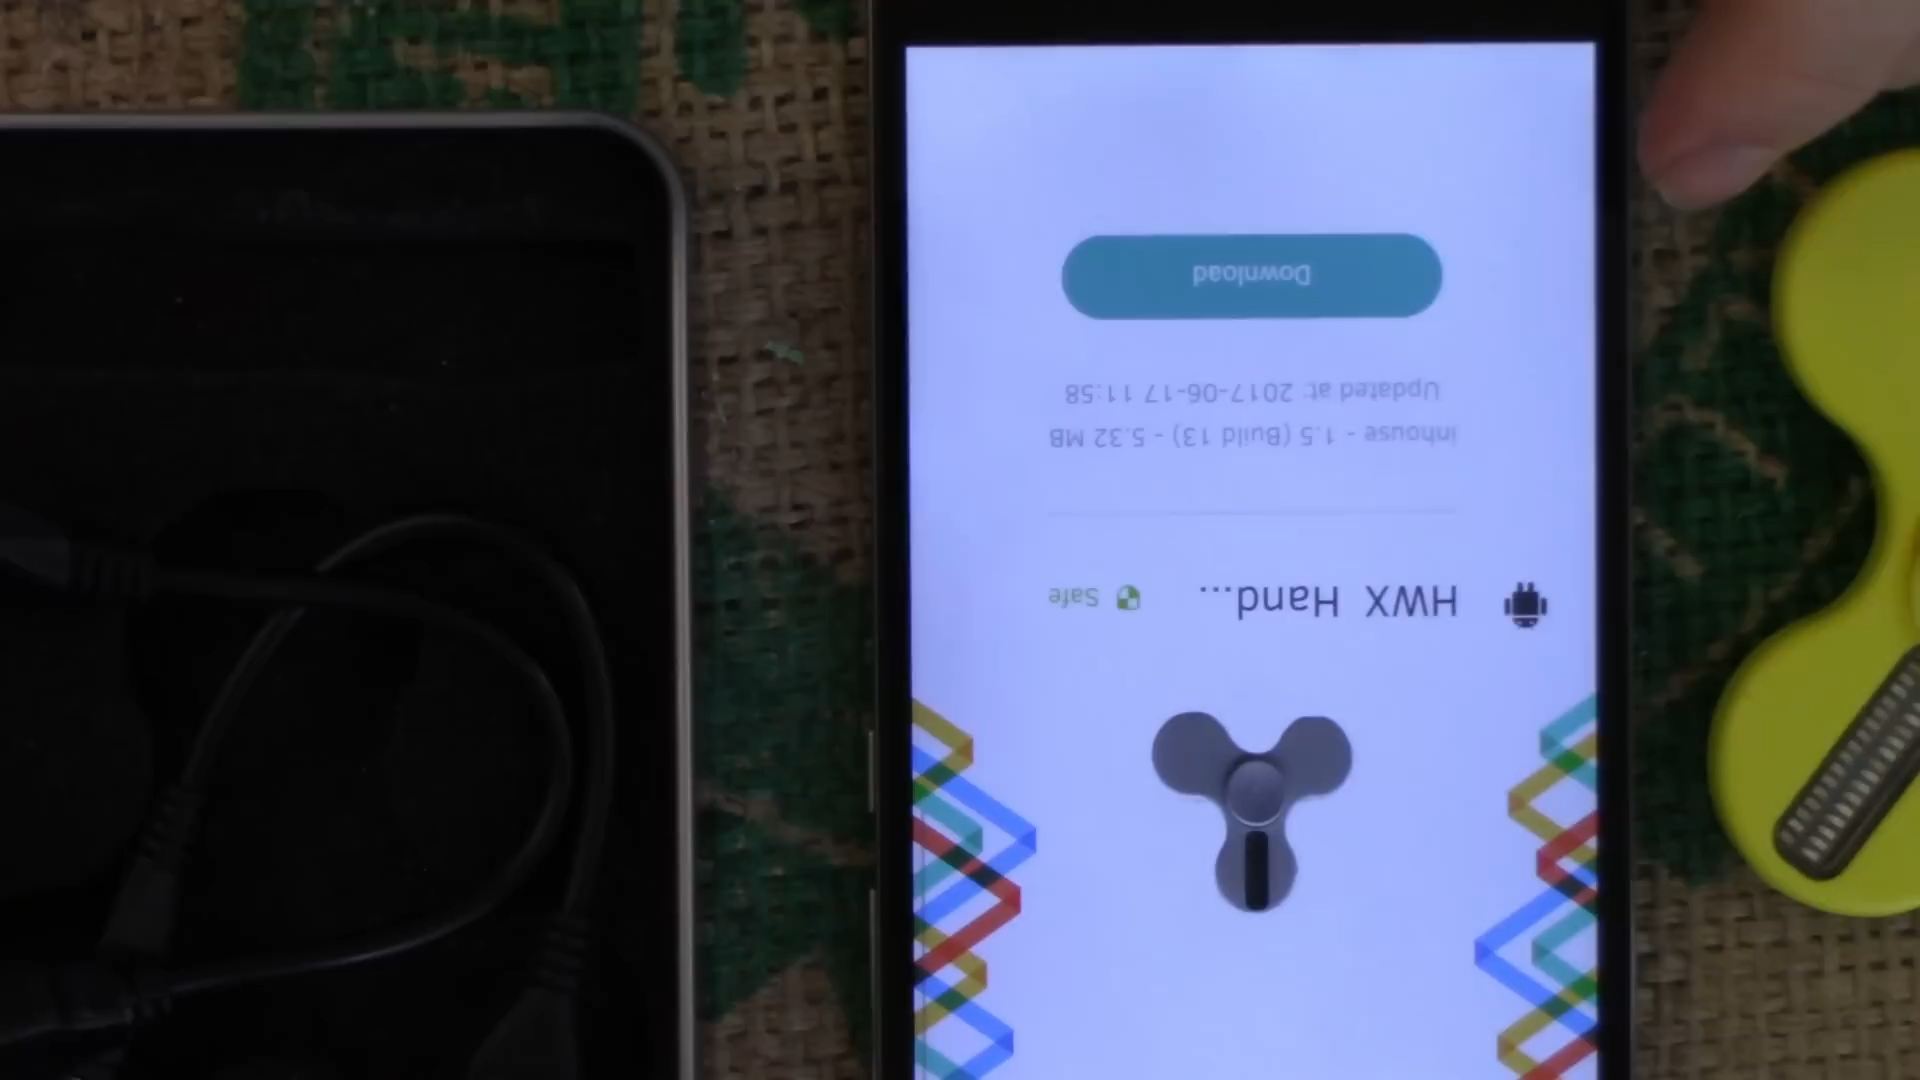 HWX Hand...
Safe
inhouse - 1.5 (Build 13) - 5.32 MB
Updated at: 2017-06-17 11:58
Download